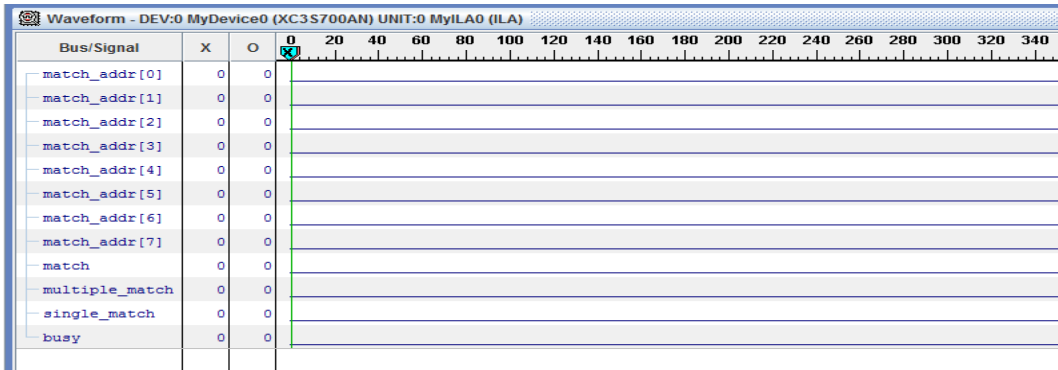 Waveform - DEV:0 MyDevice0 (XC3S700AN) UNIT:0 MyILA0 (ILA)
Bus/Signal X O 0 20 40 60 80 100 120 140 160 180 200 220 240 260 280 300 320 340
X
match_addr[0] 0 0
match_addr[1] 0 0
match_addr[2] 0 0
match_addr[3] 0 0
match_addr[4] 0 0
match_addr[5] 0 0
match_addr[6] 0 0
match_addr[7] 0 0
match 0 0
multiple_match 0 0
single_match 0 0
busy 0 0